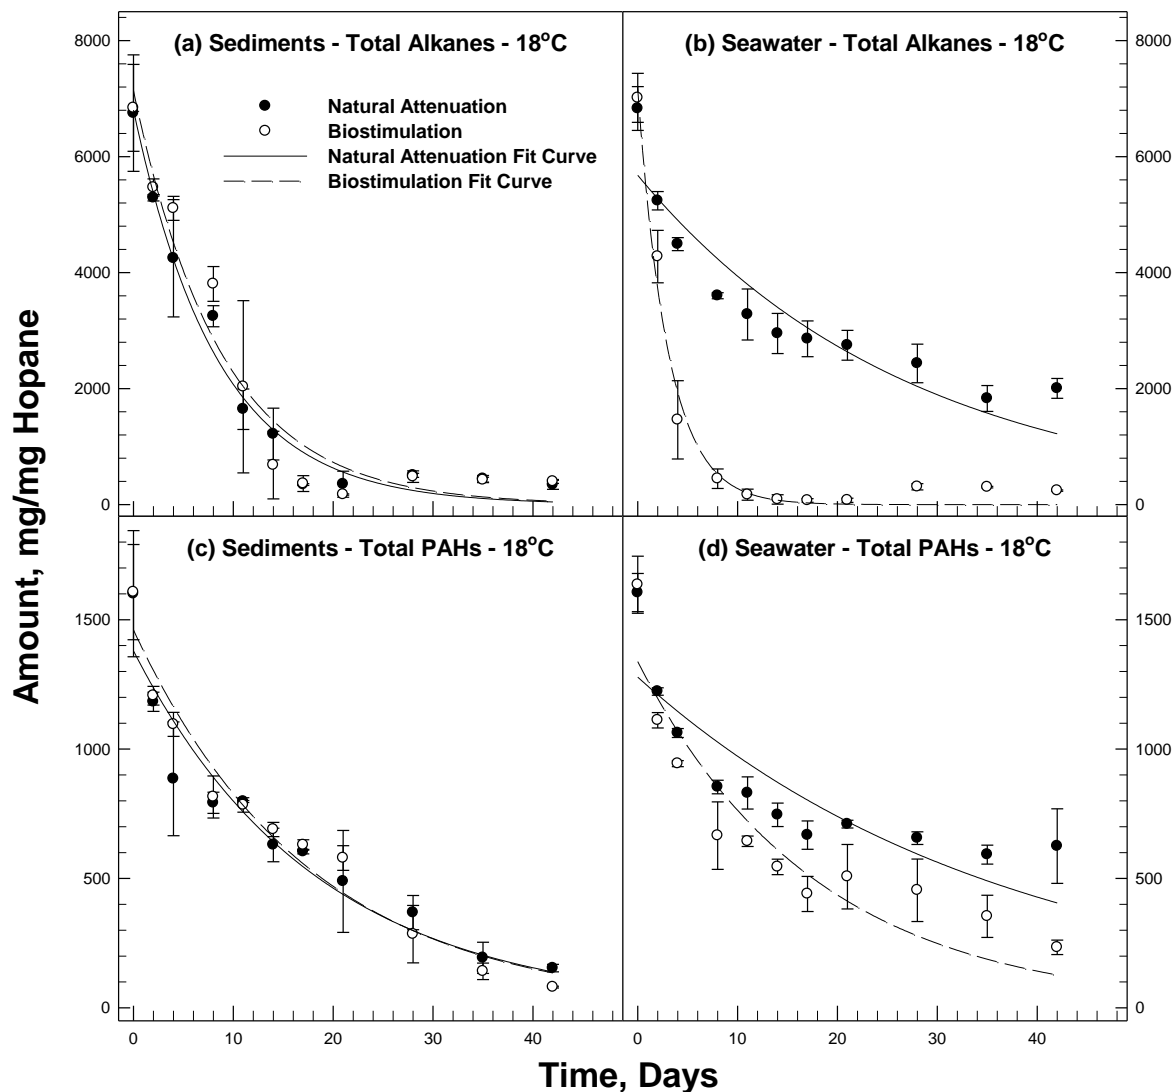 (a) Sediments - Total Alkanes - 18°C
(b) Seawater - Total Alkanes - 18°C
8000
6000
4000
2000
0
8000
6000
4000
2000
0
Natural Attenuation
Biostimulation
Natural Attenuation Fit Curve
Biostimulation Fit Curve
Amount, mg/mg Hopane
(c) Sediments - Total PAHs - 18°C
(d) Seawater - Total PAHs - 18°C
1500
1000
500
0
1500
1000
500
0
0 10 20 30 40
0 10 20 30 40
Time, Days